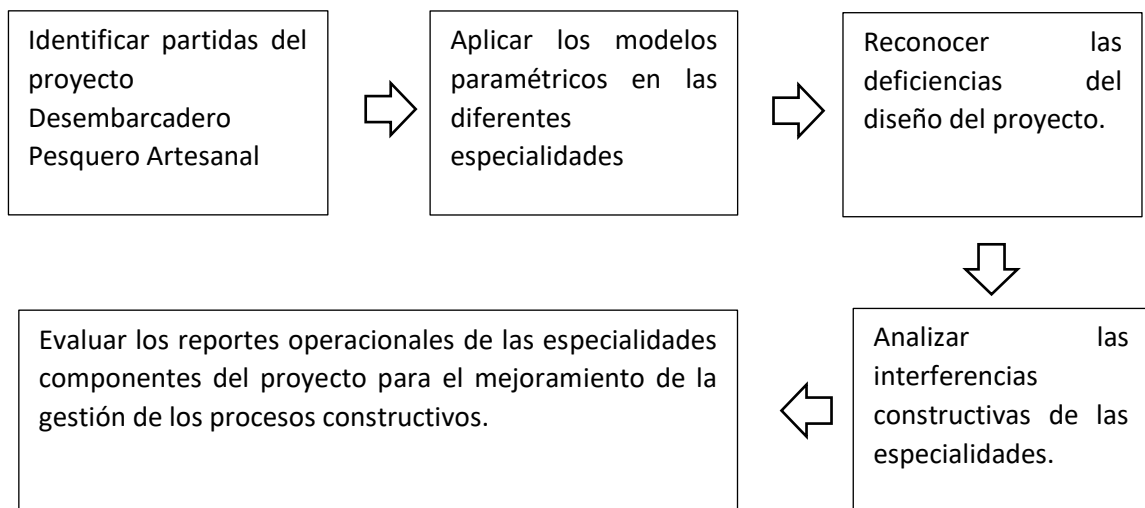 Identificar partidas del
proyecto
Desembarcadero
Pesquero Artesanal
Aplicar los modelos
paramétricos en las
diferentes
especialidades
Reconocer las
deficiencias del
diseño del proyecto.
Analizar las
interferencias
constructivas de las
especialidades.
Evaluar los reportes operacionales de las especialidades
componentes del proyecto para el mejoramiento de la
gestión de los procesos constructivos.